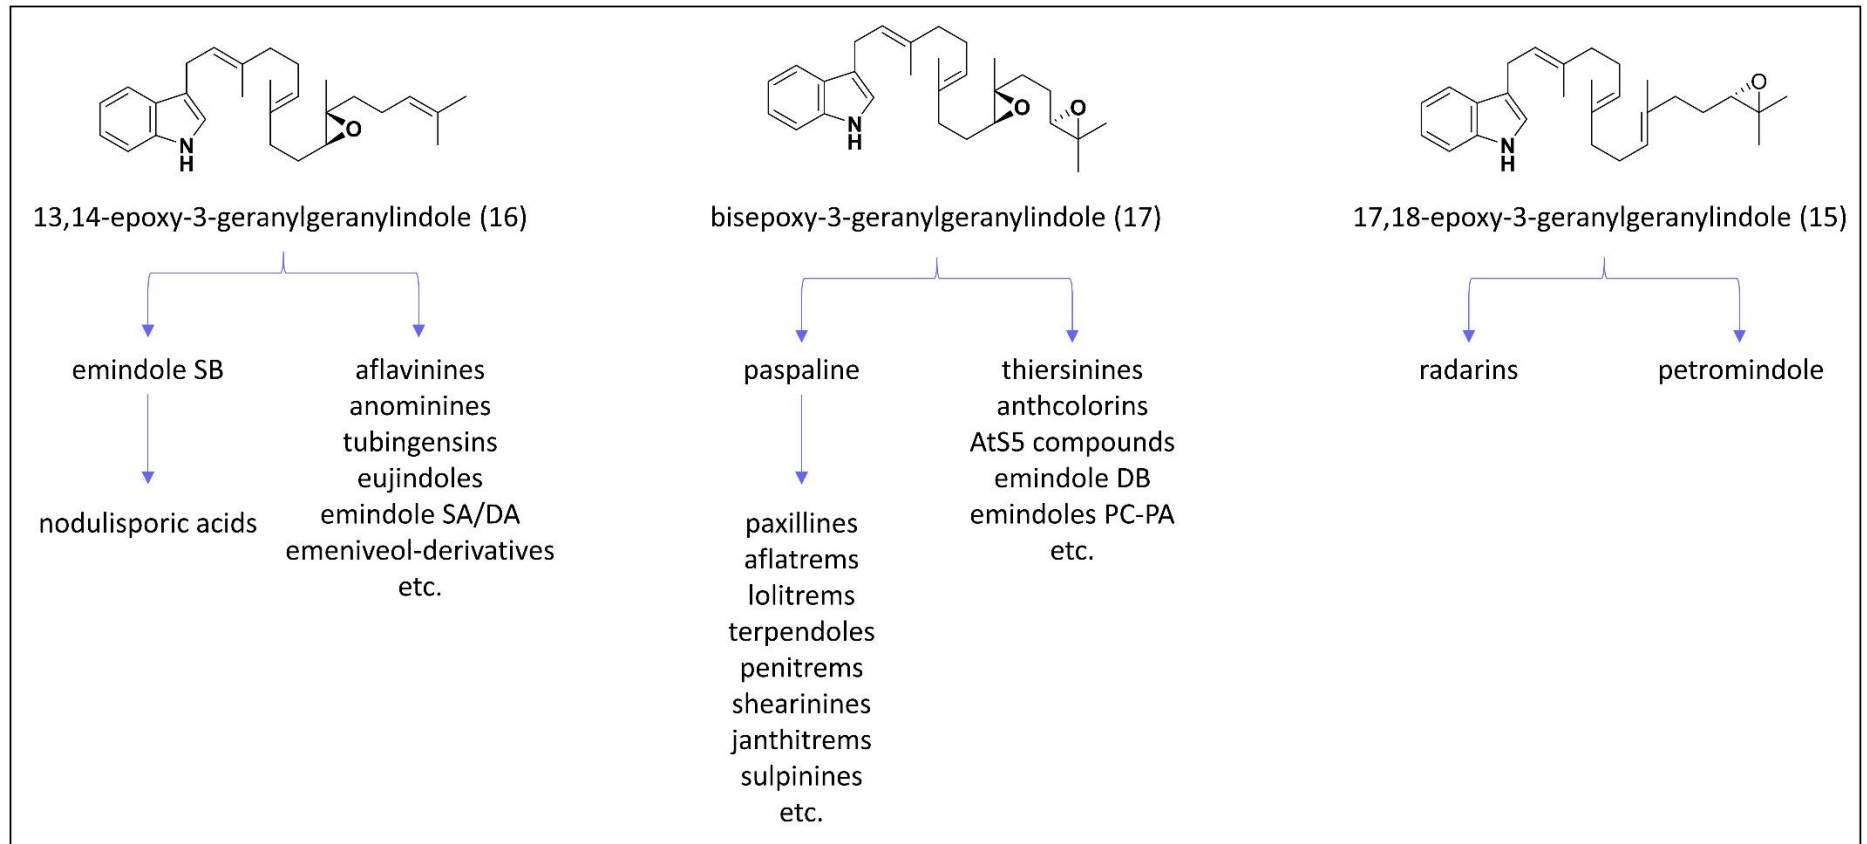 N
H
O
N
H
O
O
N
H
O
13,14-epoxy-3-geranylgeranylindole (16)
bisepoxy-3-geranylgeranylindole (17)
17,18-epoxy-3-geranylgeranylindole (15)
emindole SB
nodulisporic acids
aflavinines
anominines
tubingensins
eujindoles
emindole SA/DA
emeniveol-derivatives
etc.
paspaline
paxillines
aflatrems
lolitrems
terpendoles
penitrems
shearinines
janthitrems
sulpinines
etc.
thiersinines
anthcolorins
AtS5 compounds
emindole DB
emindoles PC-PA
etc.
radarins
petromindole